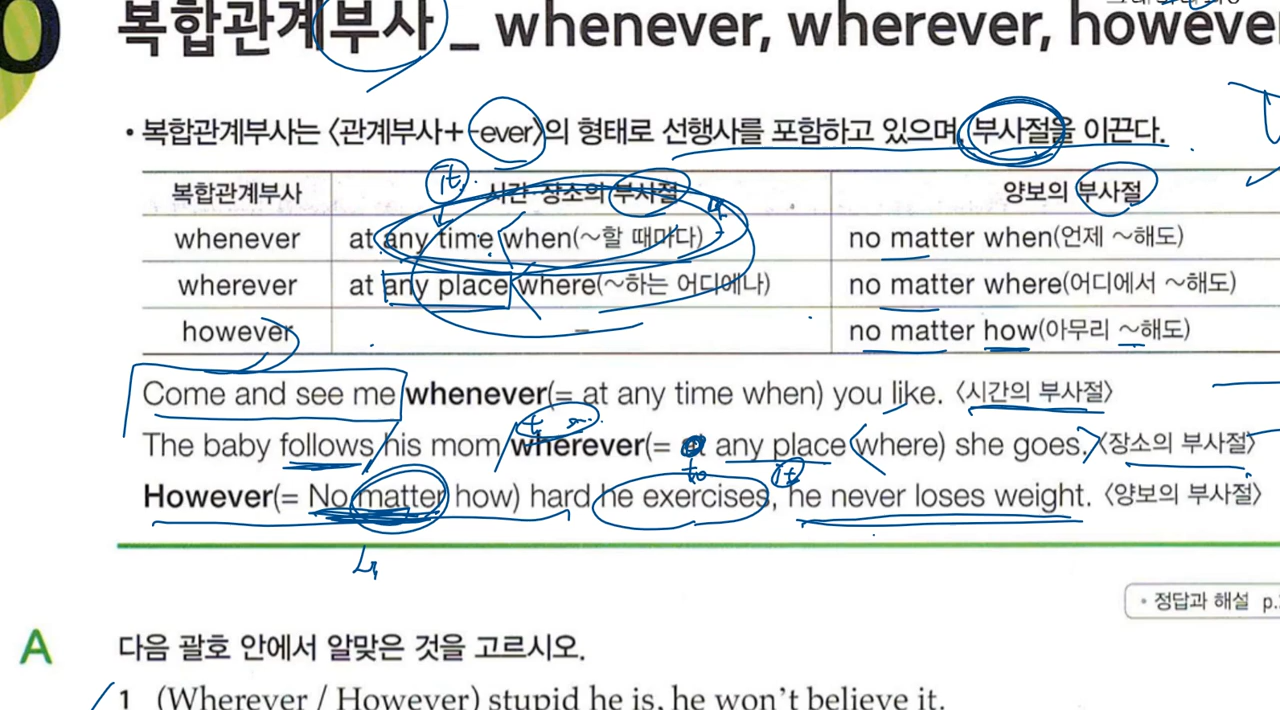 복합관계부사 _ whenever, wherever, however
• 복합관계부사는 〈관계부사+-ever〉의 형태로 선행사를 포함하고 있으며, 부사절을 이끈다.
복합관계부사 시간·장소의 부사절 양보의 부사절
it
whenever at any time when(~할 때마다) no matter when(언제 ~해도)
wherever at any place where(~하는 어디에나) no matter where(어디에서 ~해도)
however – no matter how(아무리 ~해도)
Come and see me whenever(= at any time when) you like. 〈시간의 부사절〉
The baby follows his mom wherever(= at any place where) she goes. 〈장소의 부사절〉
to it
However(= No matter how) hard he exercises, he never loses weight. 〈양보의 부사절〉
• 정답과 해설 p.
A 다음 괄호 안에서 알맞은 것을 고르시오.
1 (Wherever / However) stupid he is, he won't believe it.